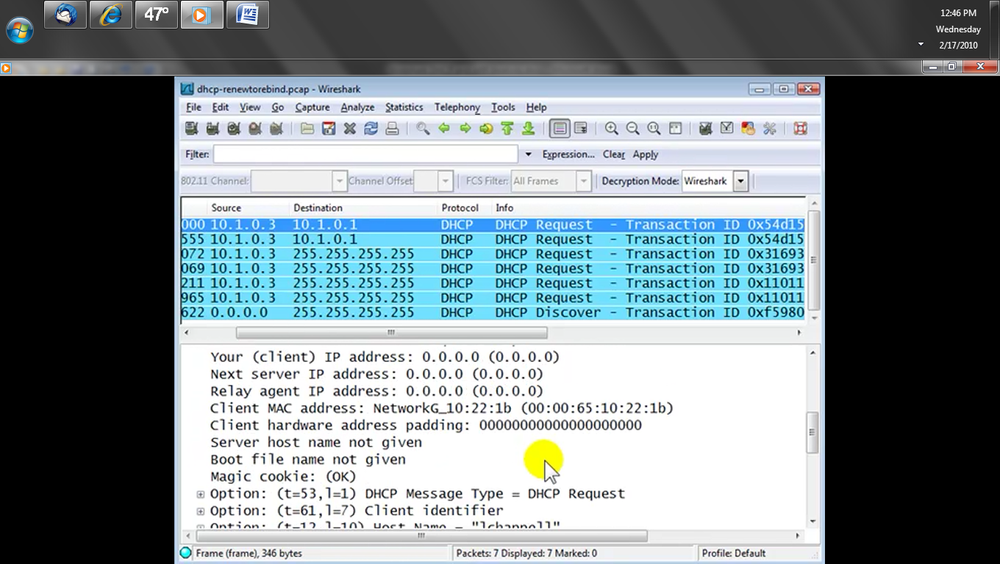 47°
12:46 PM
Wednesday
2/17/2010
dhcp-renewtorebind.pcap - Wireshark
File Edit View Go Capture Analyze Statistics Telephony Tools Help
Filter: Expression... Clear Apply
802.11 Channel: Channel Offset: FCS Filter: All Frames Decryption Mode: Wireshark
Source Destination Protocol Info
000 10.1.0.3 10.1.0.1 DHCP DHCP Request - Transaction ID 0x54d15
555 10.1.0.3 10.1.0.1 DHCP DHCP Request - Transaction ID 0x54d15
072 10.1.0.3 255.255.255.255 DHCP DHCP Request - Transaction ID 0x31693
069 10.1.0.3 255.255.255.255 DHCP DHCP Request - Transaction ID 0x31693
211 10.1.0.3 255.255.255.255 DHCP DHCP Request - Transaction ID 0x11011
965 10.1.0.3 255.255.255.255 DHCP DHCP Request - Transaction ID 0x11011
622 0.0.0.0 255.255.255.255 DHCP DHCP Discover - Transaction ID 0xf5980
Your (client) IP address: 0.0.0.0 (0.0.0.0)
Next server IP address: 0.0.0.0 (0.0.0.0)
Relay agent IP address: 0.0.0.0 (0.0.0.0)
Client MAC address: NetworkG_10:22:1b (00:00:65:10:22:1b)
Client hardware address padding: 00000000000000000000
Server host name not given
Boot file name not given
Magic cookie: (OK)
Option: (t=53,l=1) DHCP Message Type = DHCP Request
Option: (t=61,l=7) Client identifier
Option: (t=12,l=10) Host Name = "lchappell"
Frame (frame), 346 bytes Packets: 7 Displayed: 7 Marked: 0 Profile: Default